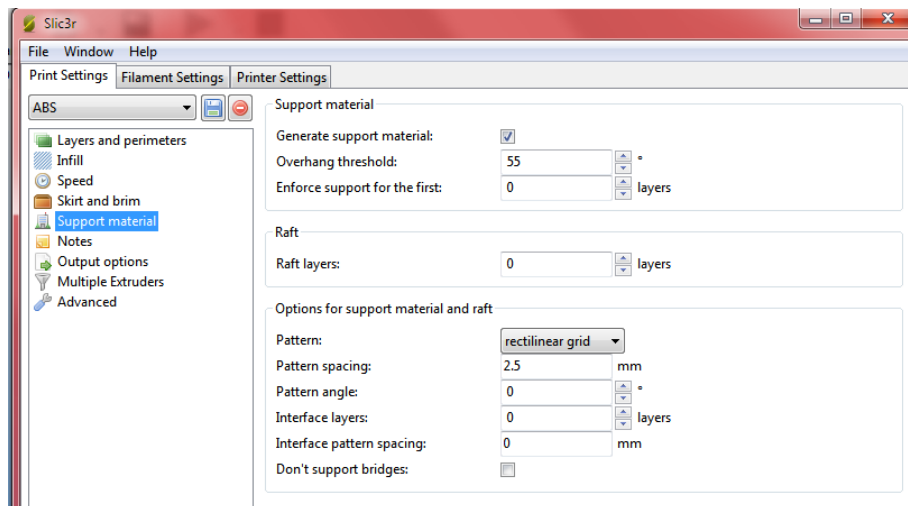 Slic3r
File Window Help
Print Settings Filament Settings Printer Settings
ABS
Layers and perimeters
Infill
Speed
Skirt and brim
Support material
Notes
Output options
Multiple Extruders
Advanced
Support material
Generate support material:
Overhang threshold: 55 °
Enforce support for the first: 0 layers
Raft
Raft layers: 0 layers
Options for support material and raft
Pattern: rectilinear grid
Pattern spacing: 2.5 mm
Pattern angle: 0 °
Interface layers: 0 layers
Interface pattern spacing: 0 mm
Don't support bridges: